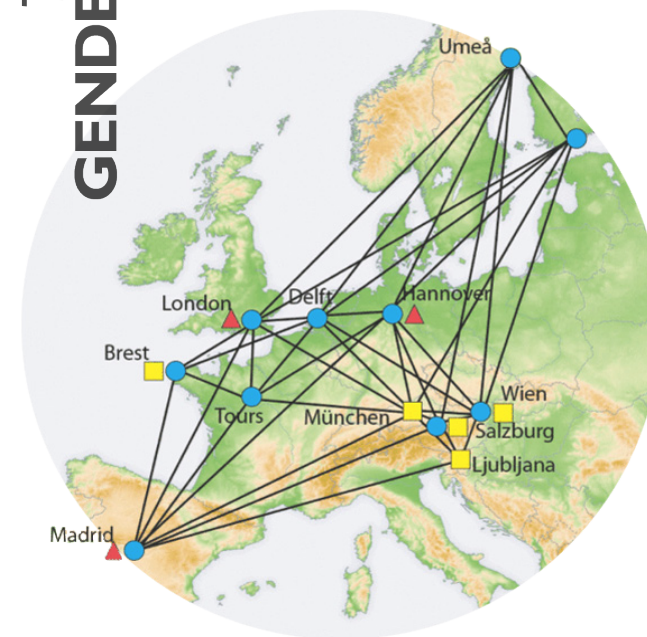 GENDE
Umeå
London
Delft
Hannover
Brest
Tours
München
Wien
Salzburg
Ljubljana
Madrid